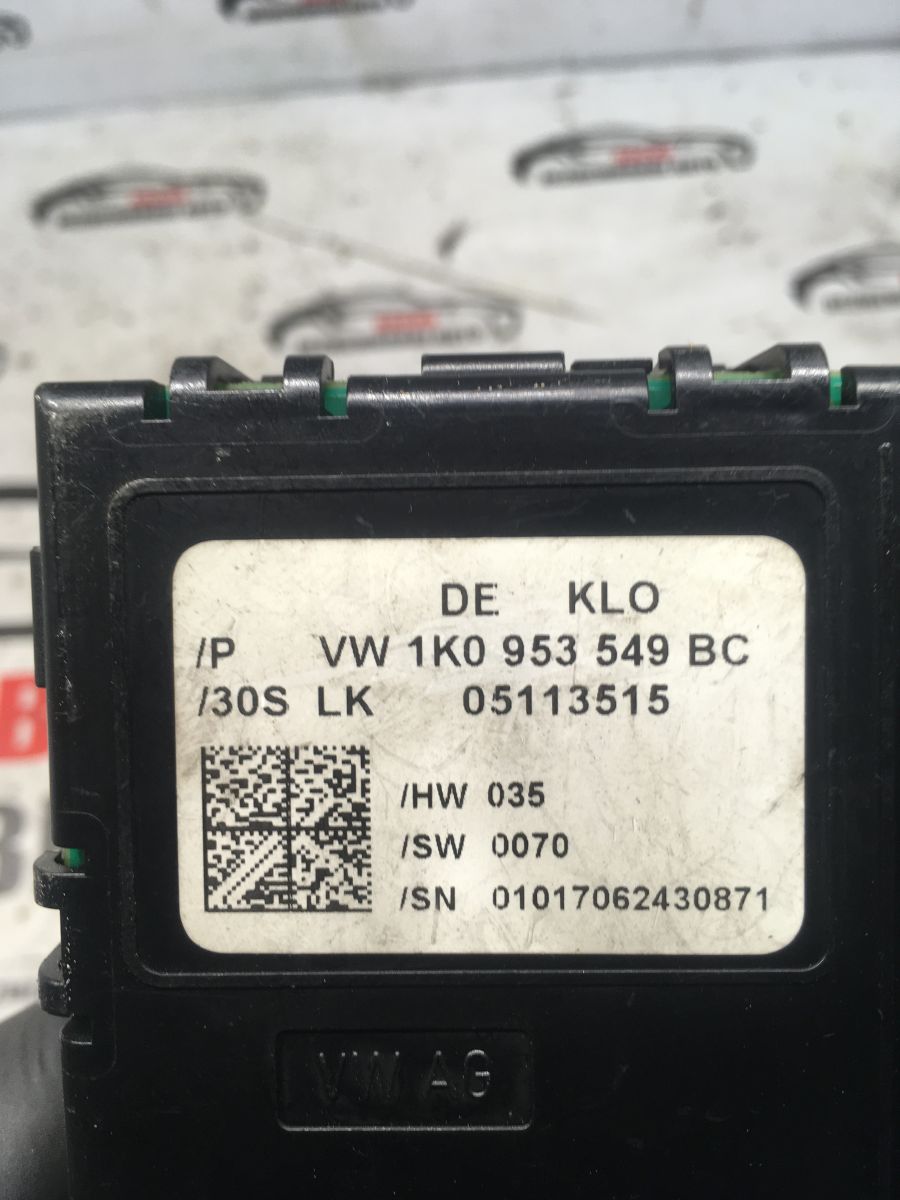 DE KLO
/P VW 1K0 953 549 BC
/30S LK 05113515
/HW 035
/SW 0070
/SN 01017062430871
VW AG